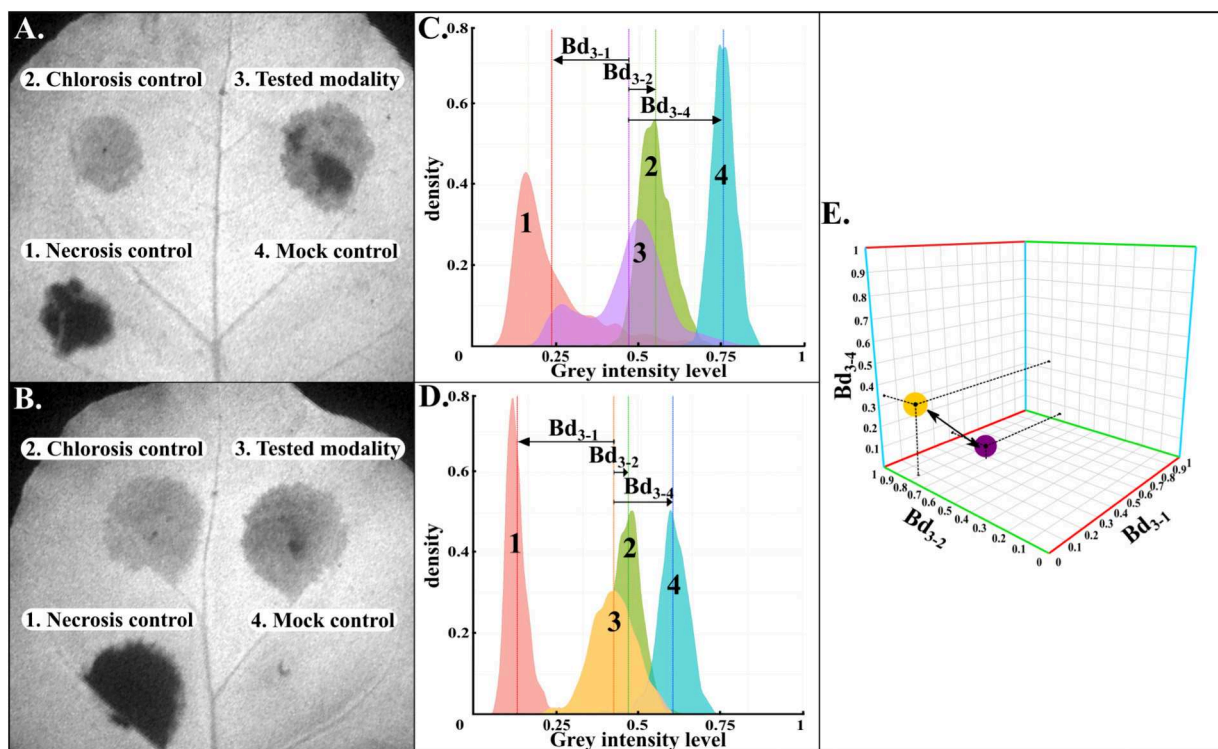 A.
2. Chlorosis control
3. Tested modality
1. Necrosis control
4. Mock control
B.
2. Chlorosis control
3. Tested modality
1. Necrosis control
4. Mock control
C.
0.8
0.6
0.4
0.2
0
density
Bd3-1
Bd3-2
Bd3-4
1
2
3
4
0.25
0.5
0.75
1
Grey intensity level
D.
0.8
0.6
0.4
0.2
0
density
Bd3-1
Bd3-2
Bd3-4
1
2
3
4
0.25
0.5
0.75
1
Grey intensity level
E.
1
0.9
0.8
0.7
0.6
0.5
0.4
0.3
0.2
0.1
Bd3-4
1
0.9
0.8
0.7
0.6
0.5
0.4
0.3
0.2
0.1
0
Bd3-2
0
0.1
0.2
0.3
0.4
0.5
0.6
0.7
0.8
0.9
1
Bd3-1